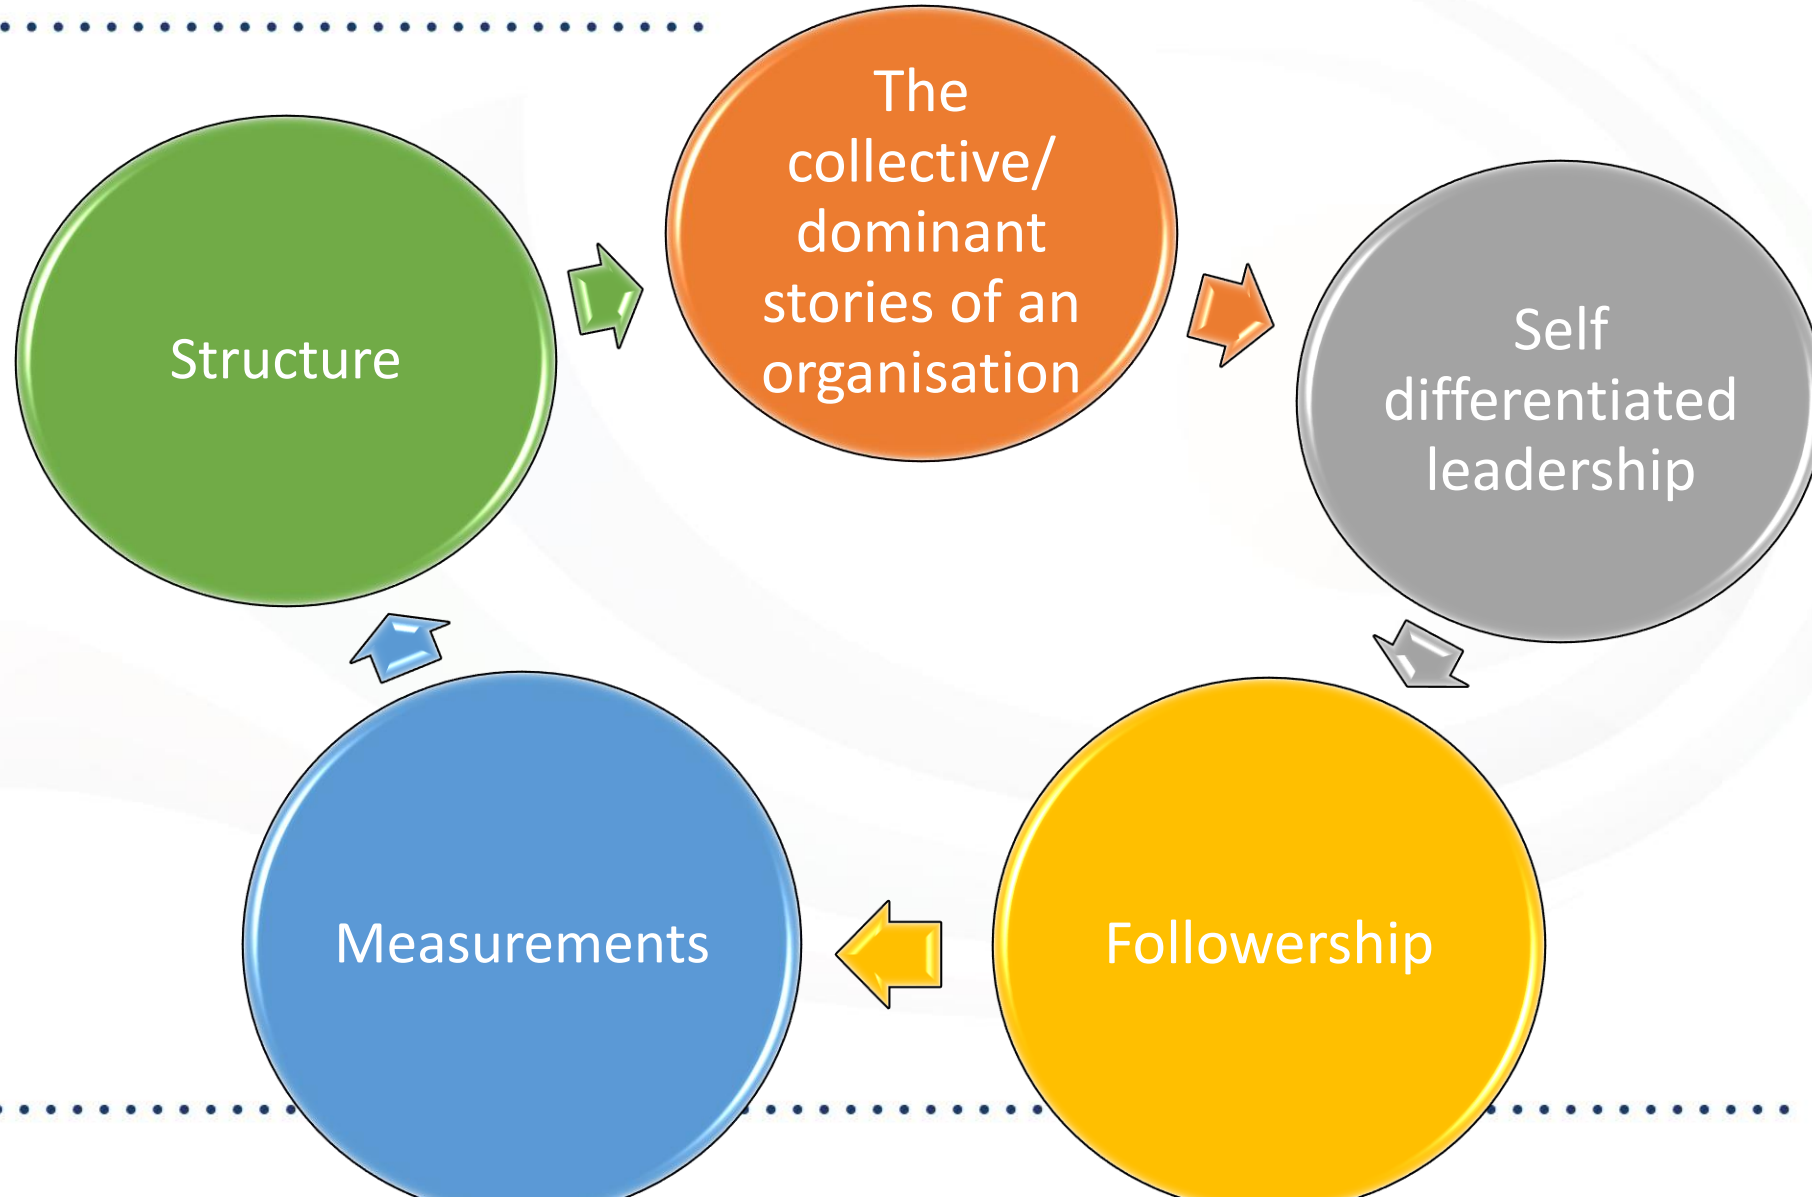 The
collective/
dominant
stories of an
organisation
Self
differentiated
leadership
Followership
Measurements
Structure